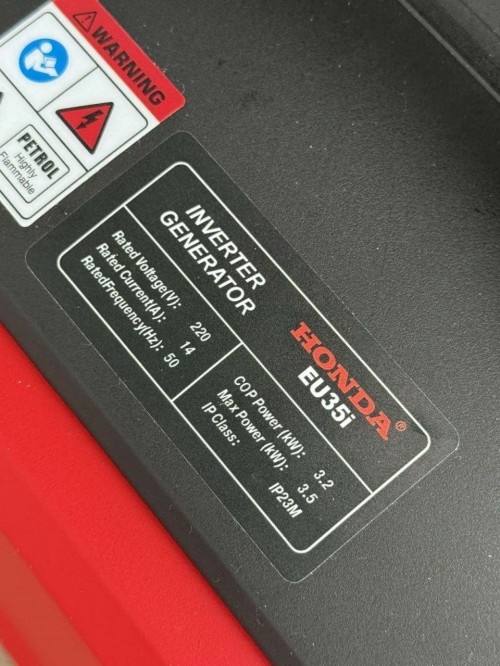 WARNING
PETROL
Highly
Flammable
INVERTER
GENERATOR
HONDA®
EU35i
Rated Voltage(V): 220
Rated Current(A): 14
RatedFrequency(Hz): 50
COP Power (kW): 3.2
Max Power (kW): 3.5
IP Class: IP23M